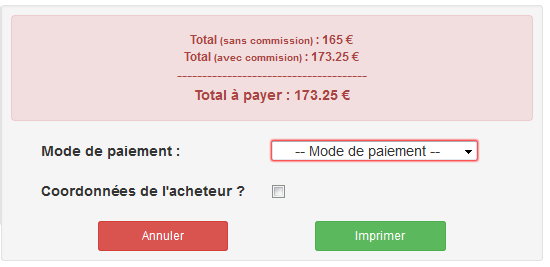 Total (sans commission) : 165 €
Total (avec commision) : 173.25 €
--------------------------------------
Total à payer : 173.25 €
Mode de paiement : -- Mode de paiement --
Coordonnées de l'acheteur ?
Annuler Imprimer